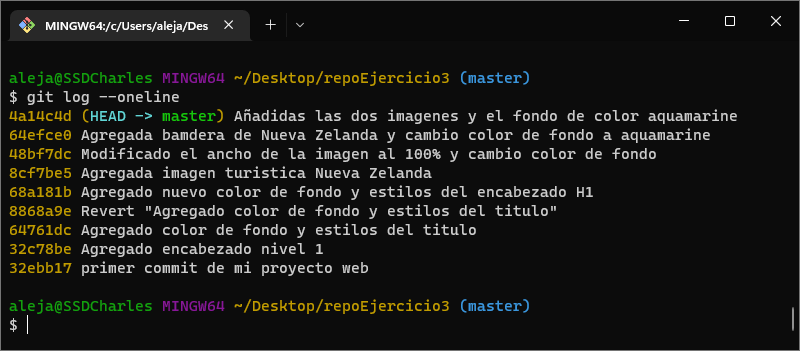 MINGW64:/c/Users/aleja/Des
aleja@SSDCharles MINGW64 ~/Desktop/repoEjercicio3 (master)
$ git log --oneline
4a14c4d (HEAD -> master) Añadidas las dos imagenes y el fondo de color aquamarine
64efce0 Agregada bamdera de Nueva Zelanda y cambio color de fondo a aquamarine
48bf7dc Modificado el ancho de la imagen al 100% y cambio color de fondo
8cf7be5 Agregada imagen turistica Nueva Zelanda
68a181b Agregado nuevo color de fondo y estilos del encabezado H1
8868a9e Revert "Agregado color de fondo y estilos del titulo"
64761dc Agregado color de fondo y estilos del titulo
32c78be Agregado encabezado nivel 1
32ebb17 primer commit de mi proyecto web
aleja@SSDCharles MINGW64 ~/Desktop/repoEjercicio3 (master)
$